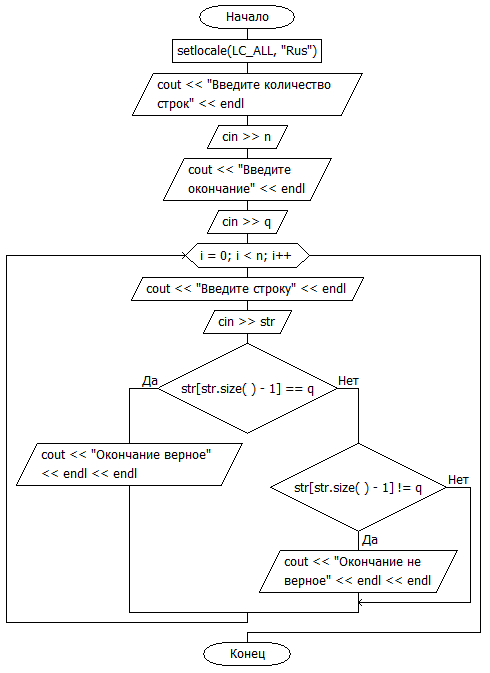 Начало
setlocale(LC_ALL, "Rus")
cout << "Введите количество
строк" << endl
cin >> n
cout << "Введите
окончание" << endl
cin >> q
i = 0; i < n; i++
cout << "Введите строку" << endl
cin >> str
Да
Нет
str[str.size( ) - 1] == q
cout << "Окончание верное"
<< endl << endl
Нет
str[str.size( ) - 1] != q
Да
cout << "Окончание не
верное" << endl << endl
Конец